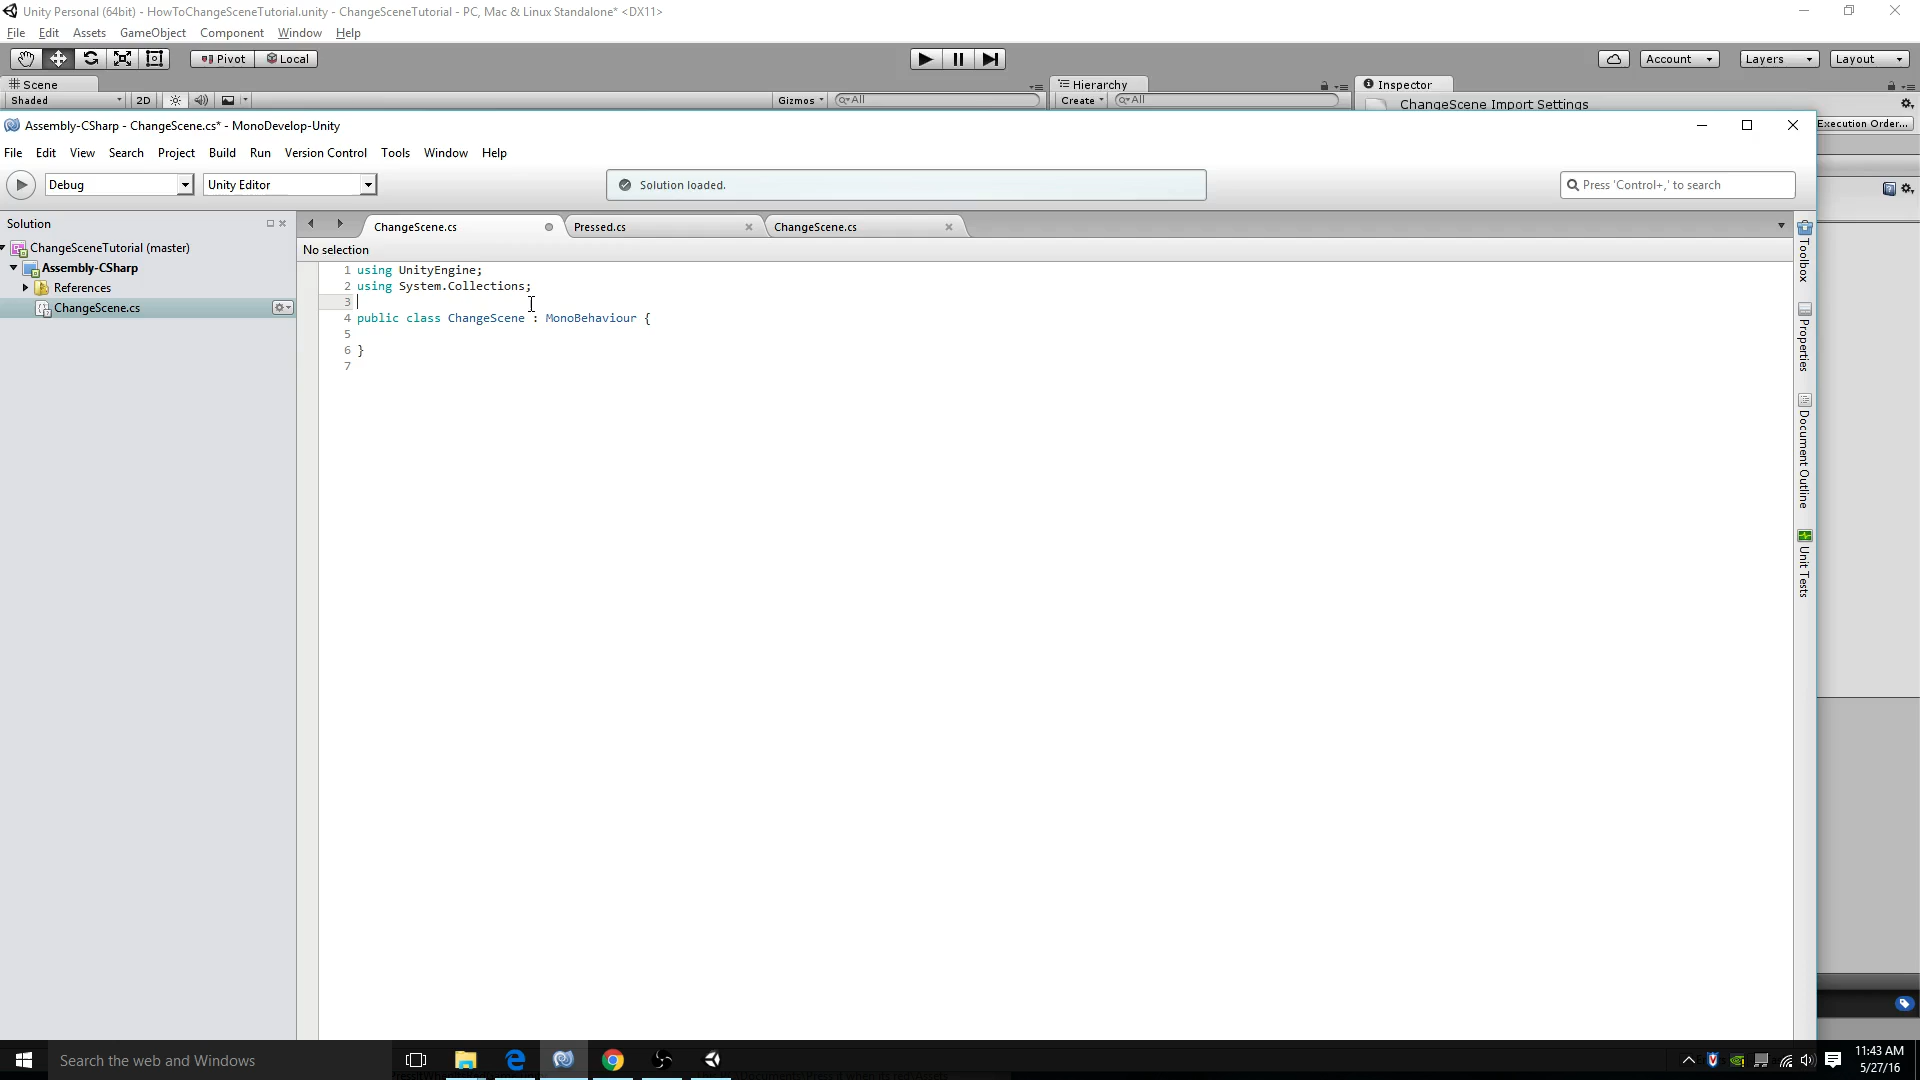 Unity Personal (64bit) - HowToChangeSceneTutorial.unity - ChangeSceneTutorial - PC, Mac & Linux Standalone* <DX11>
File Edit Assets GameObject Component Window Help
Pivot Local Account Layers Layout
Scene Hierarchy Inspector
Shaded 2D Gizmos All Create All ChangeScene Import Settings
Execution Order...
Assembly-CSharp - ChangeScene.cs* - MonoDevelop-Unity
File Edit View Search Project Build Run Version Control Tools Window Help
Debug Unity Editor Solution loaded. Press 'Control+,' to search
Solution ChangeScene.cs Pressed.cs ChangeScene.cs
ChangeSceneTutorial (master)
Assembly-CSharp
References
ChangeScene.cs
No selection
1 using UnityEngine;
2 using System.Collections;
3
4 public class ChangeScene : MonoBehaviour {
5
6 }
7
Toolbox
Properties
Document Outline
Unit Tests
Search the web and Windows
11:43 AM
5/27/16